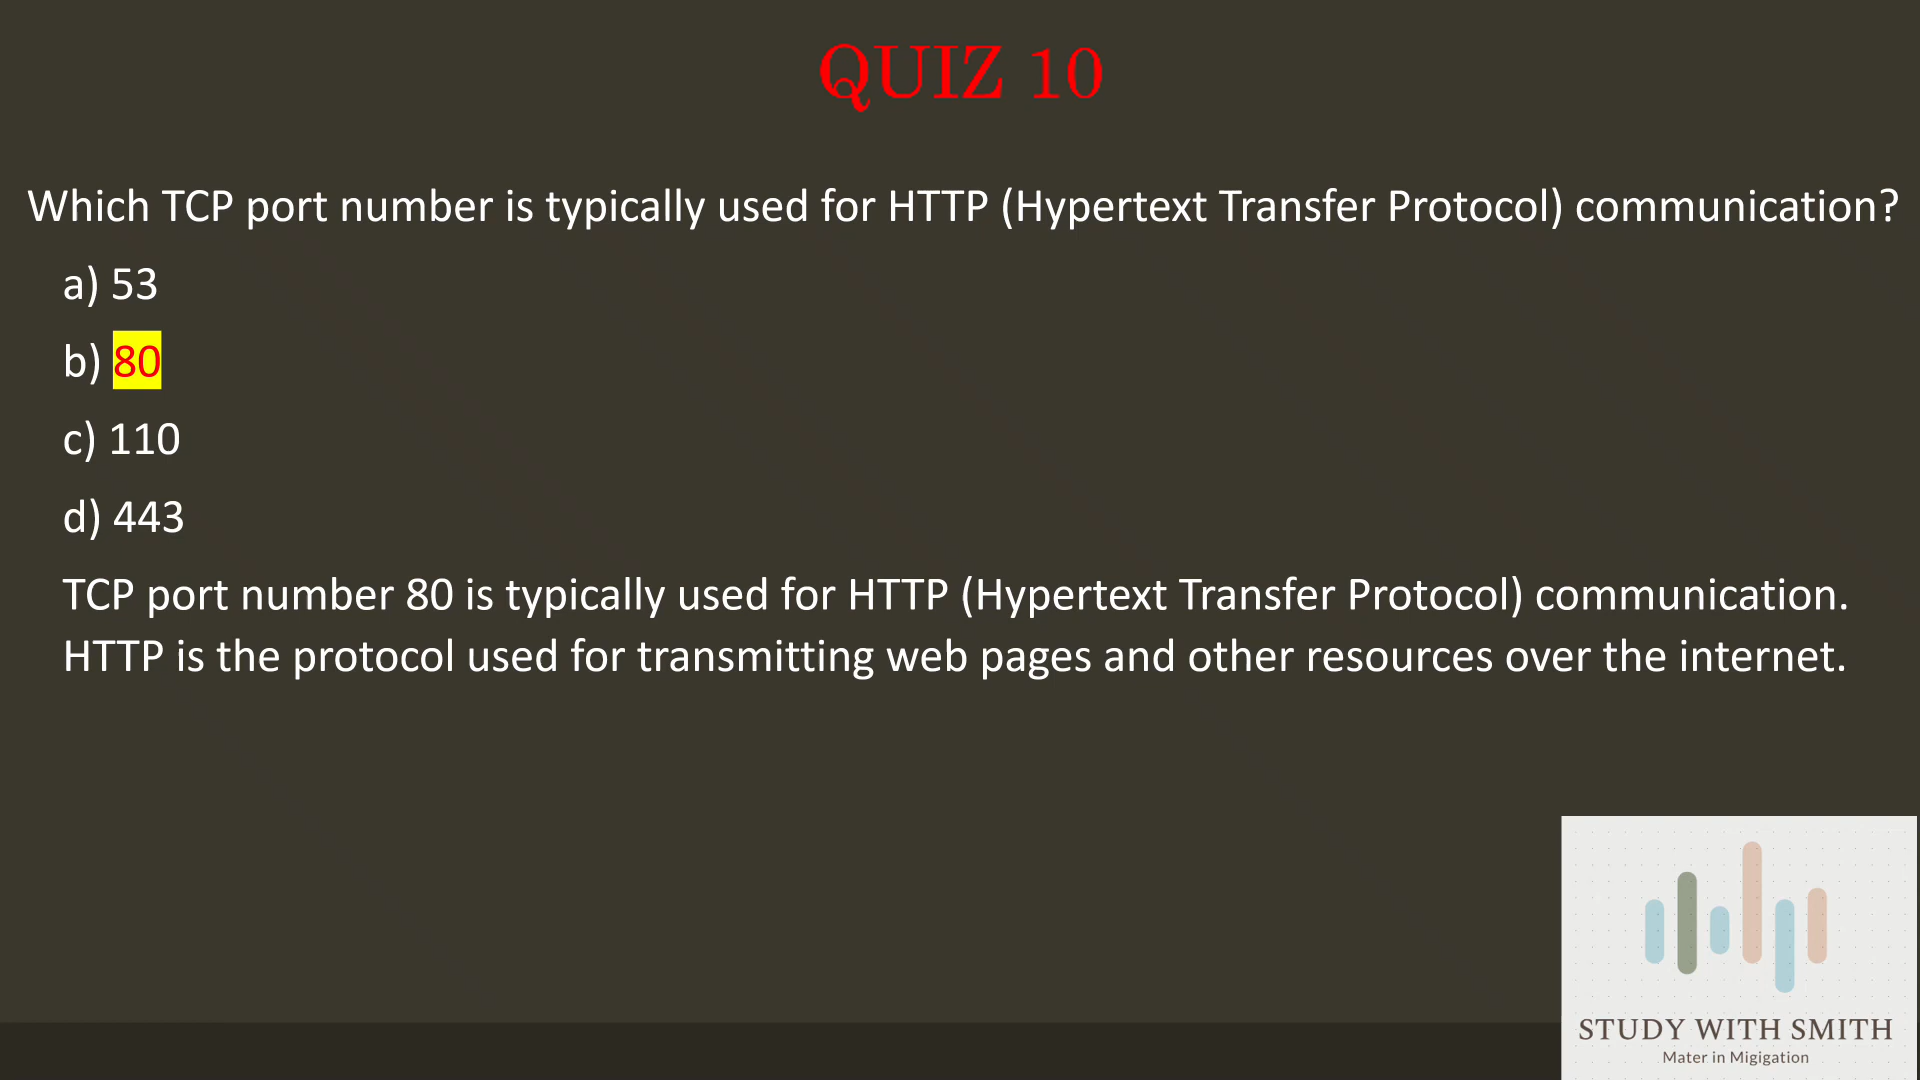 QUIZ 10
Which TCP port number is typically used for HTTP (Hypertext Transfer Protocol) communication?
a) 53
b) 80
c) 110
d) 443
TCP port number 80 is typically used for HTTP (Hypertext Transfer Protocol) communication.
HTTP is the protocol used for transmitting web pages and other resources over the internet.
STUDY WITH SMITH
Mater in Migigation